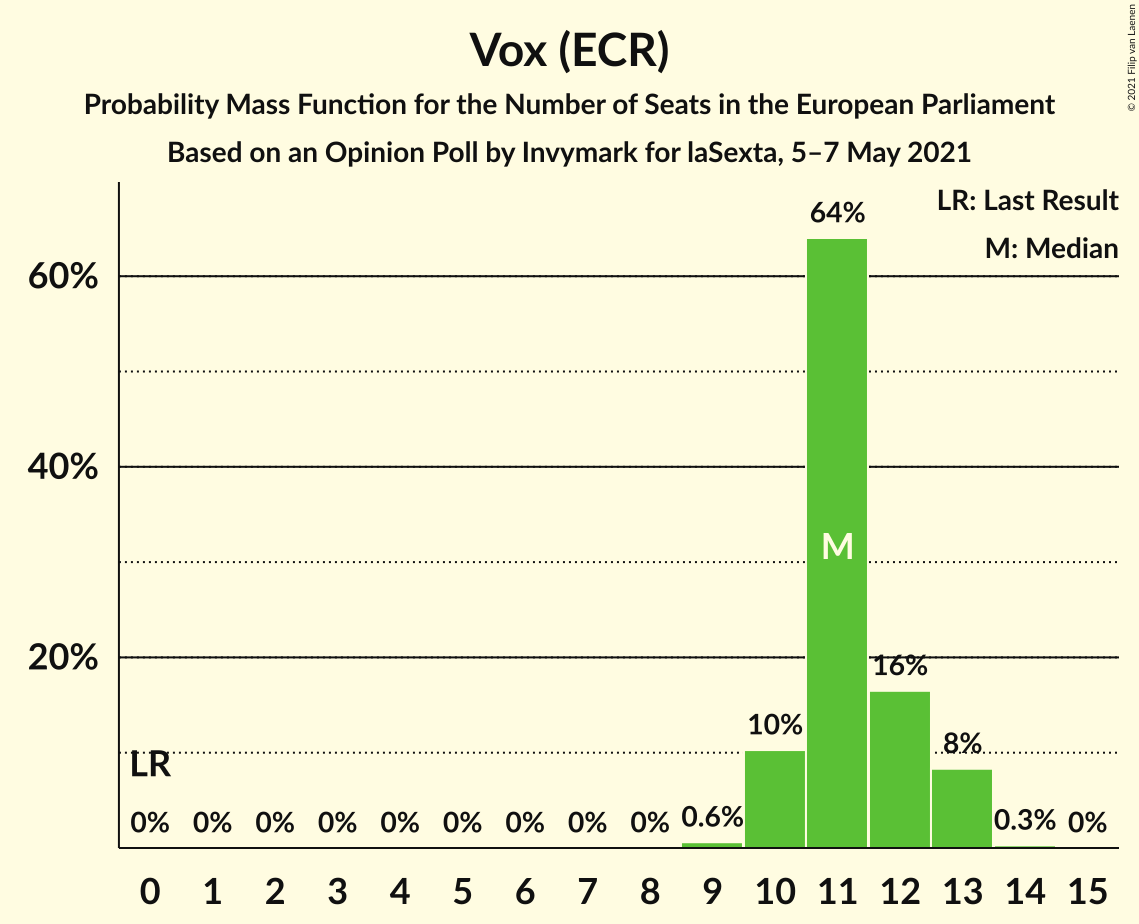 Vox (ECR)
Probability Mass Function for the Number of Seats in the European Parliament
Based on an Opinion Poll by Invymark for laSexta, 5–7 May 2021
© 2021 Filip van Laenen
LR: Last Result
M: Median
64%
60%
40%
M
20%
16%
10%
8%
LR
0% 0% 0% 0% 0% 0% 0% 0% 0% 0.6% 0.3% 0%
0 1 2 3 4 5 6 7 8 9 10 11 12 13 14 15